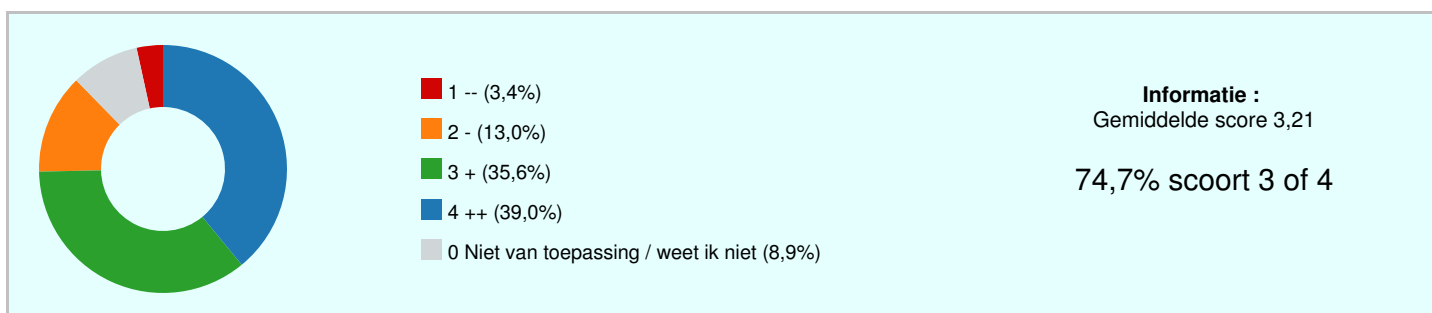 1 -- (3,4%)
2 - (13,0%)
3 + (35,6%)
4 ++ (39,0%)
0 Niet van toepassing / weet ik niet (8,9%)
Informatie :
Gemiddelde score 3,21
74,7% scoort 3 of 4